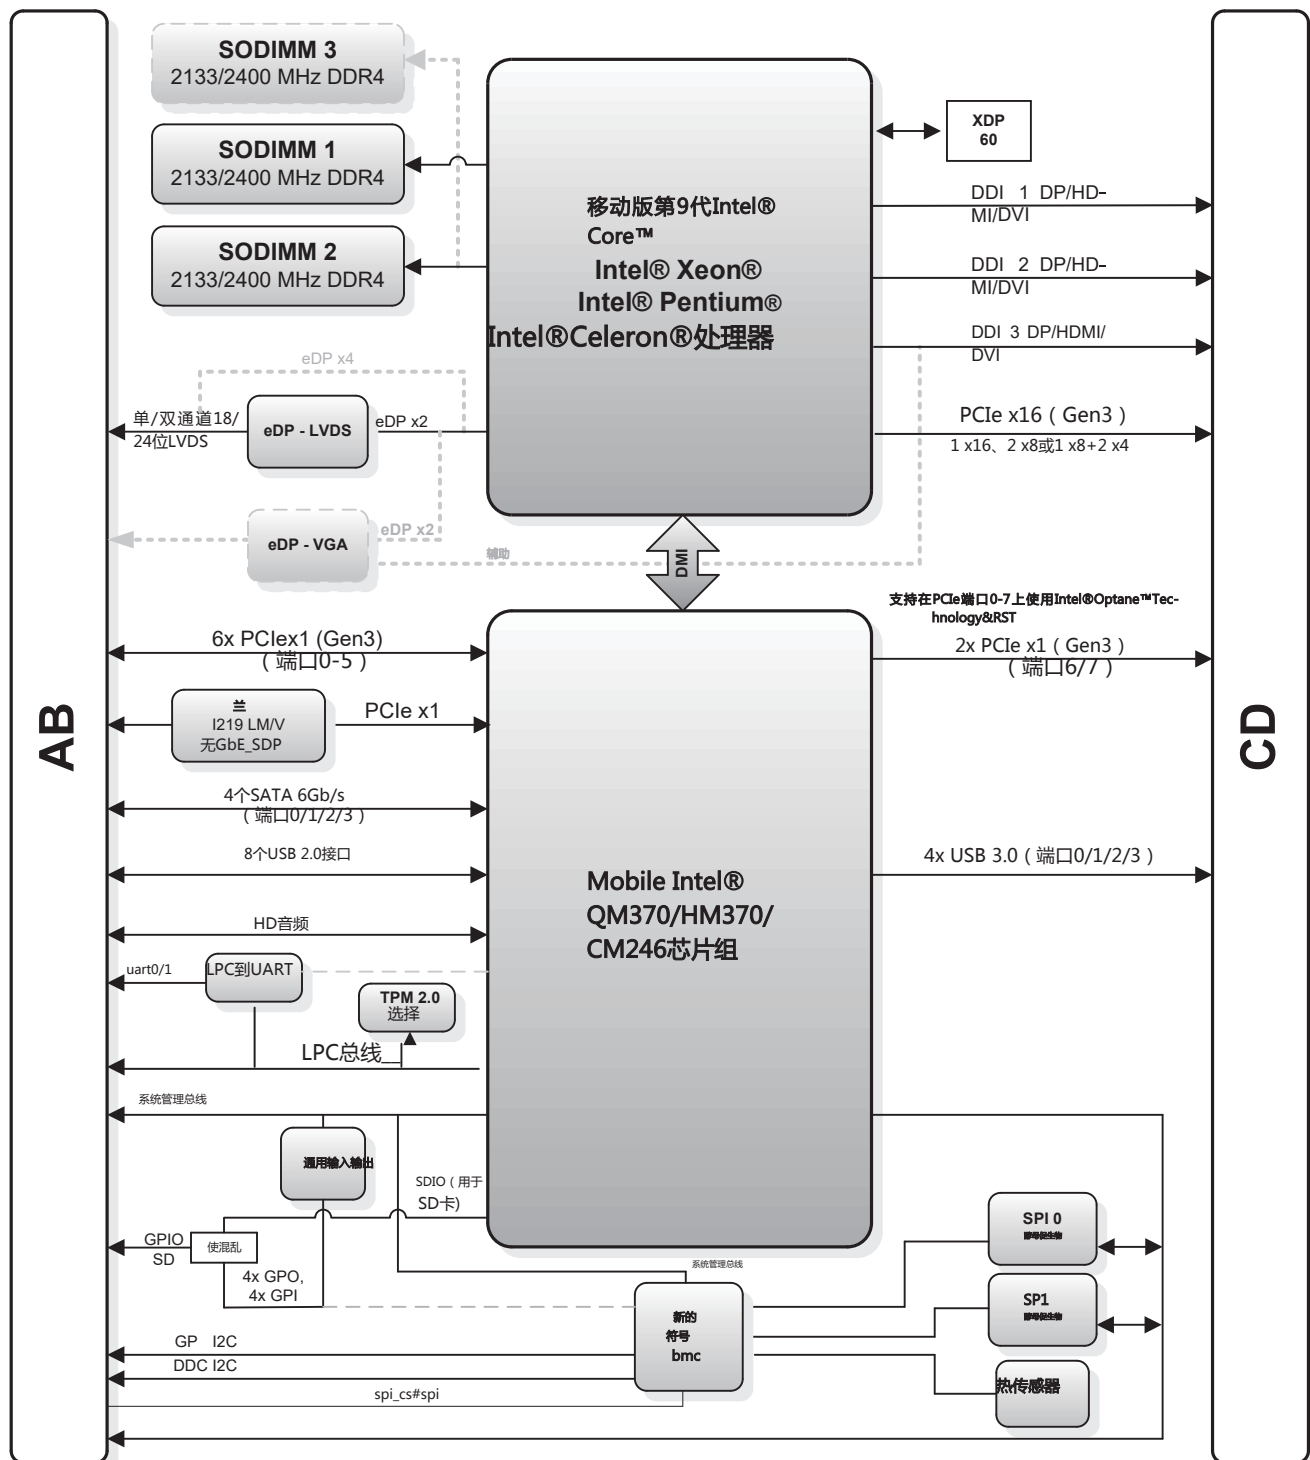 SODIMM 3
2133/2400 MHz DDR4
SODIMM 1
2133/2400 MHz DDR4
SODIMM 2
2133/2400 MHz DDR4
移动版第9代Intel®
Core™
Intel® Xeon®
Intel® Pentium®
Intel®Celeron®处理器
XDP
60
DDI 1 DP/HD-
MI/DVI
DDI 2 DP/HD-
MI/DVI
DDI 3 DP/HDMI/
DVI
PCIe x16（Gen3）
1 x16、2 x8或1 x8+2 x4
eDP x4
单/双通道18/
24位LVDS
eDP - LVDS
eDP x2
eDP - VGA
eDP x2
辅助
DMI
支持在PCIe端口0-7上使用Intel®Optane™Tec-
hnology&RST
6x PCIex1 (Gen3)
（端口0-5）
2x PCIe x1（Gen3）
（端口6/7）
AB
CD
兰
I219 LM/V
无GbE_SDP
PCIe x1
4个SATA 6Gb/s
（端口0/1/2/3）
8个USB 2.0接口
4x USB 3.0（端口0/1/2/3）
Mobile Intel®
QM370/HM370/
CM246芯片组
HD音频
uart0/1
LPC到UART
TPM 2.0
选择
LPC总线__
系统管理总线
通用输入输出
SDIO（用于
SD卡)
GPIO
SD
使混乱
4x GPO,
4x GPI
系统管理总线
新的
符号
bmc
SPI 0
SP1
热传感器
GP I2C
DDC I2C
spi_cs#spi